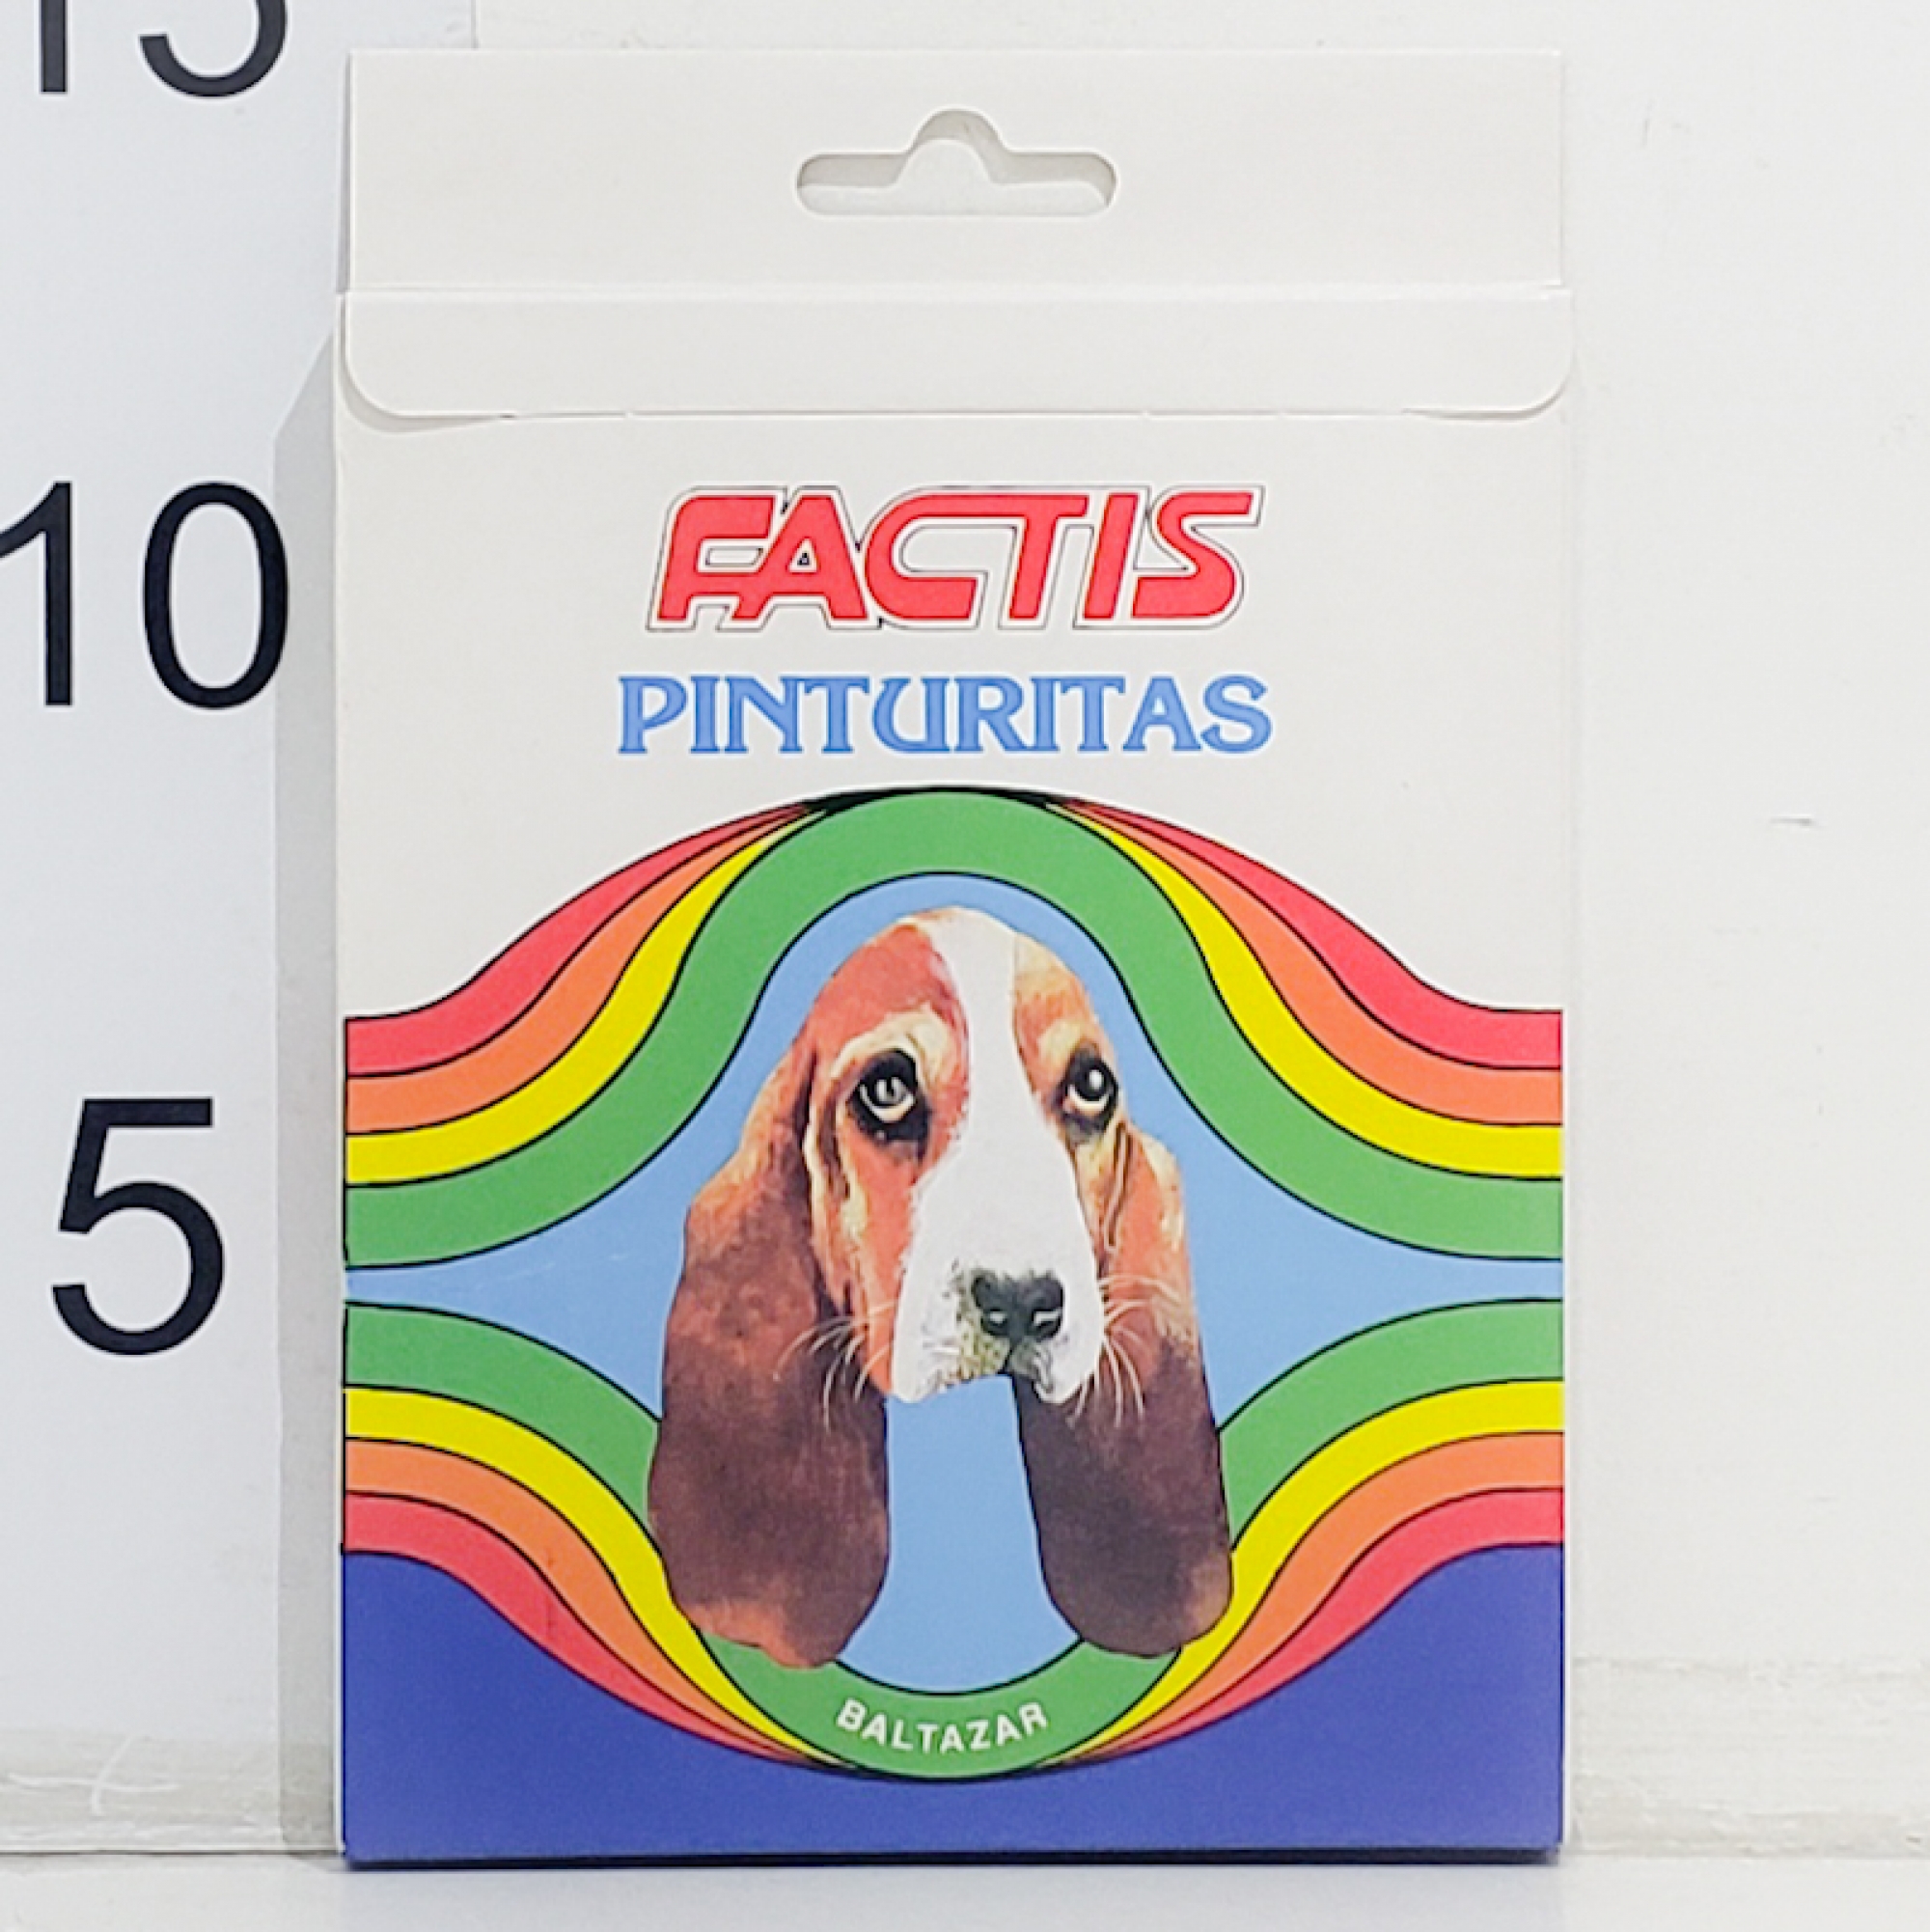 15
10
FACTIS
PINTURITAS
5
BALTAZAR